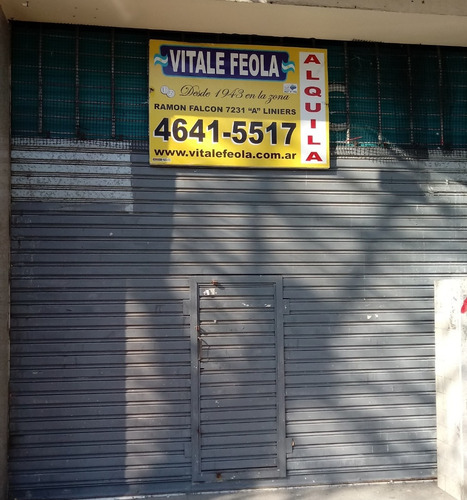 VITALE FEOLA
Desde 1943 en la zona
RAMON FALCON 7231 "A" LINIERS
4641-5517
www.vitalefeola.com.ar
ALQUILA